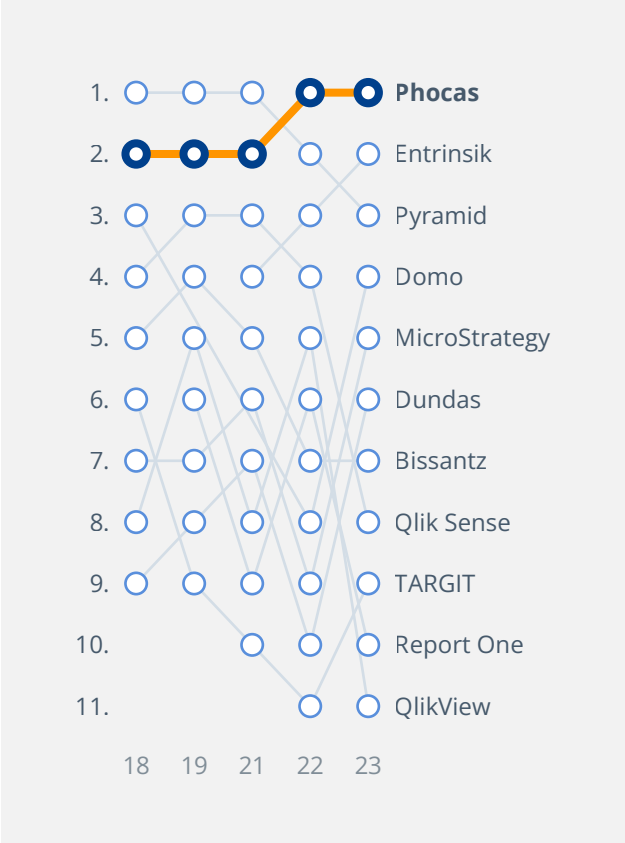 1. Phocas
2. Entrinsik
3. Pyramid
4. Domo
5. MicroStrategy
6. Dundas
7. Bissantz
8. Qlik Sense
9. TARGIT
10. Report One
11. QlikView
18 19 21 22 23